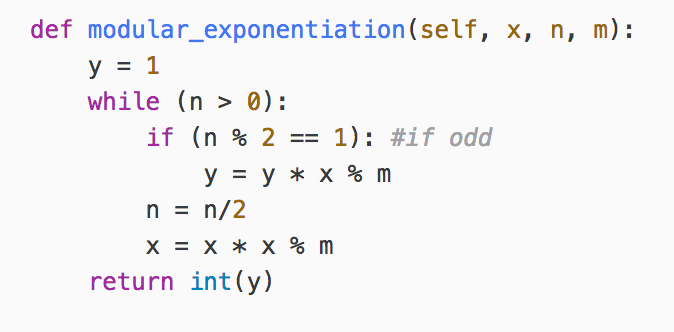 def modular_exponentiation(self, x, n, m):
    y = 1
    while (n > 0):
        if (n % 2 == 1): #if odd
            y = y * x % m
        n = n/2
        x = x * x % m
    return int(y)